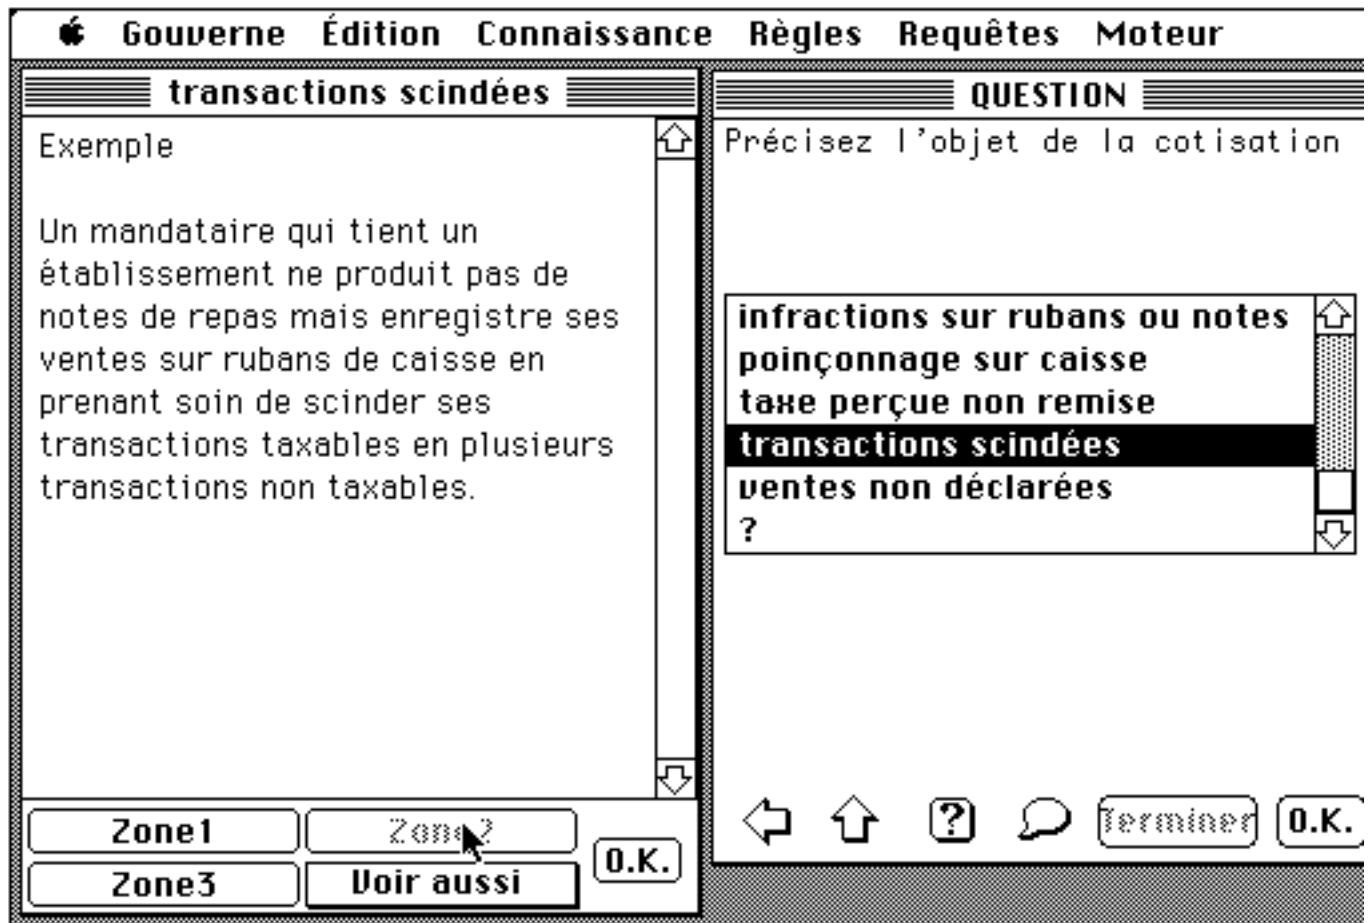 Gouverne Édition Connaissance Règles Requêtes Moteur
transactions scindées
Exemple
Un mandataire qui tient un
établissement ne produit pas de
notes de repas mais enregistre ses
ventes sur rubans de caisse en
prenant soin de scinder ses
transactions taxables en plusieurs
transactions non taxables.
Zone1
Zone2
Zone3
Voir aussi
O.K.
QUESTION
Précisez l'objet de la cotisation
infractions sur rubans ou notes
poinçonnage sur caisse
taxe perçue non remise
transactions scindées
ventes non déclarées
?
?
Terminer
O.K.